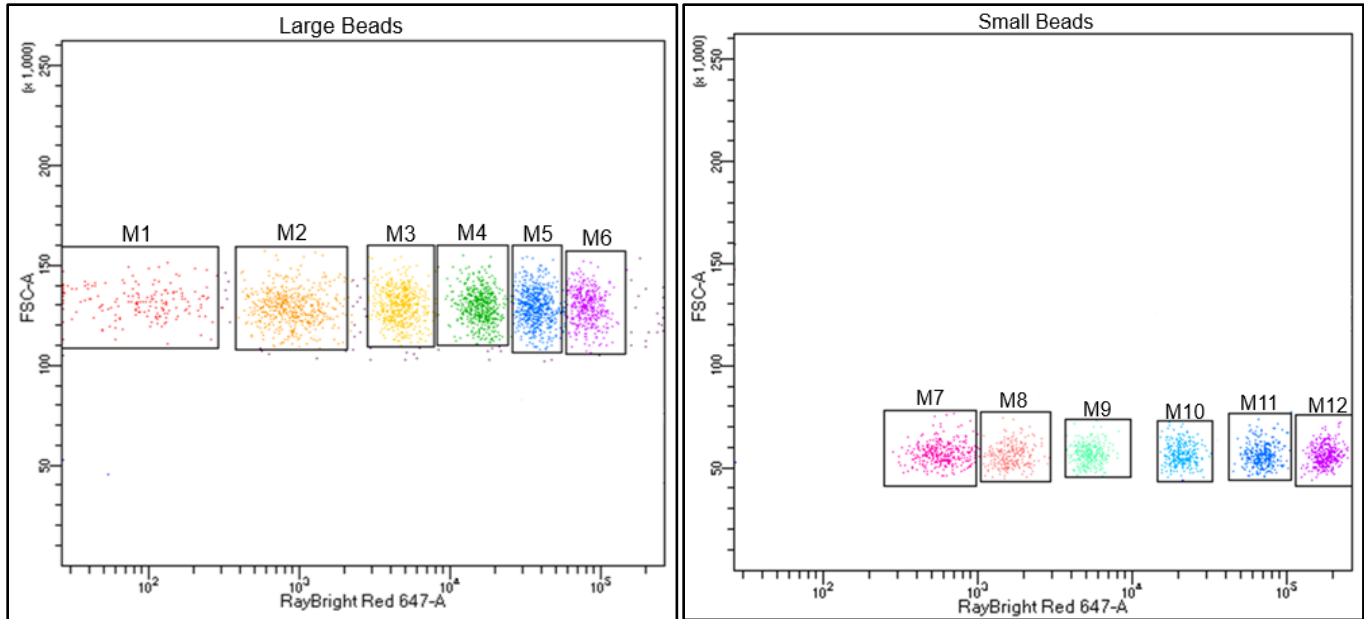 Large Beads
(x 1,000)
250
200
150
100
50
FSC-A
M1 M2 M3 M4 M5 M6
10² 10³ 10⁴ 10⁵
RayBright Red 647-A
Small Beads
(x 1,000)
250
200
150
100
50
FSC-A
M7 M8 M9 M10 M11 M12
10² 10³ 10⁴ 10⁵
RayBright Red 647-A